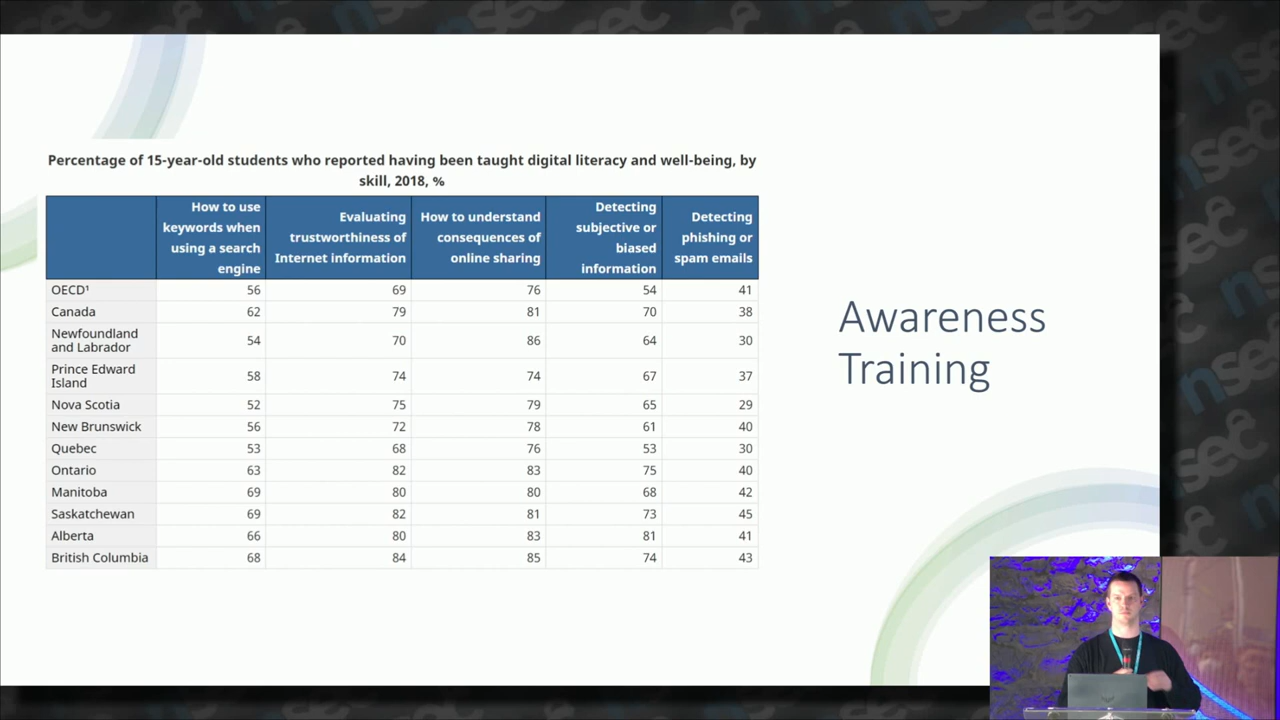 Percentage of 15-year-old students who reported having been taught digital literacy and well-being, by
skill, 2018, %
How to use
keywords when
using a search
engine
Evaluating
trustworthiness of
Internet information
How to understand
consequences of
online sharing
Detecting
subjective or
biased
information
Detecting
phishing or
spam emails
OECD¹ 56 69 76 54 41
Canada 62 79 81 70 38
Newfoundland
and Labrador 54 70 86 64 30
Prince Edward
Island 58 74 74 67 37
Nova Scotia 52 75 79 65 29
New Brunswick 56 72 78 61 40
Quebec 53 68 76 53 30
Ontario 63 82 83 75 40
Manitoba 69 80 80 68 42
Saskatchewan 69 82 81 73 45
Alberta 66 80 83 81 41
British Columbia 68 84 85 74 43
Awareness
Training
nsec